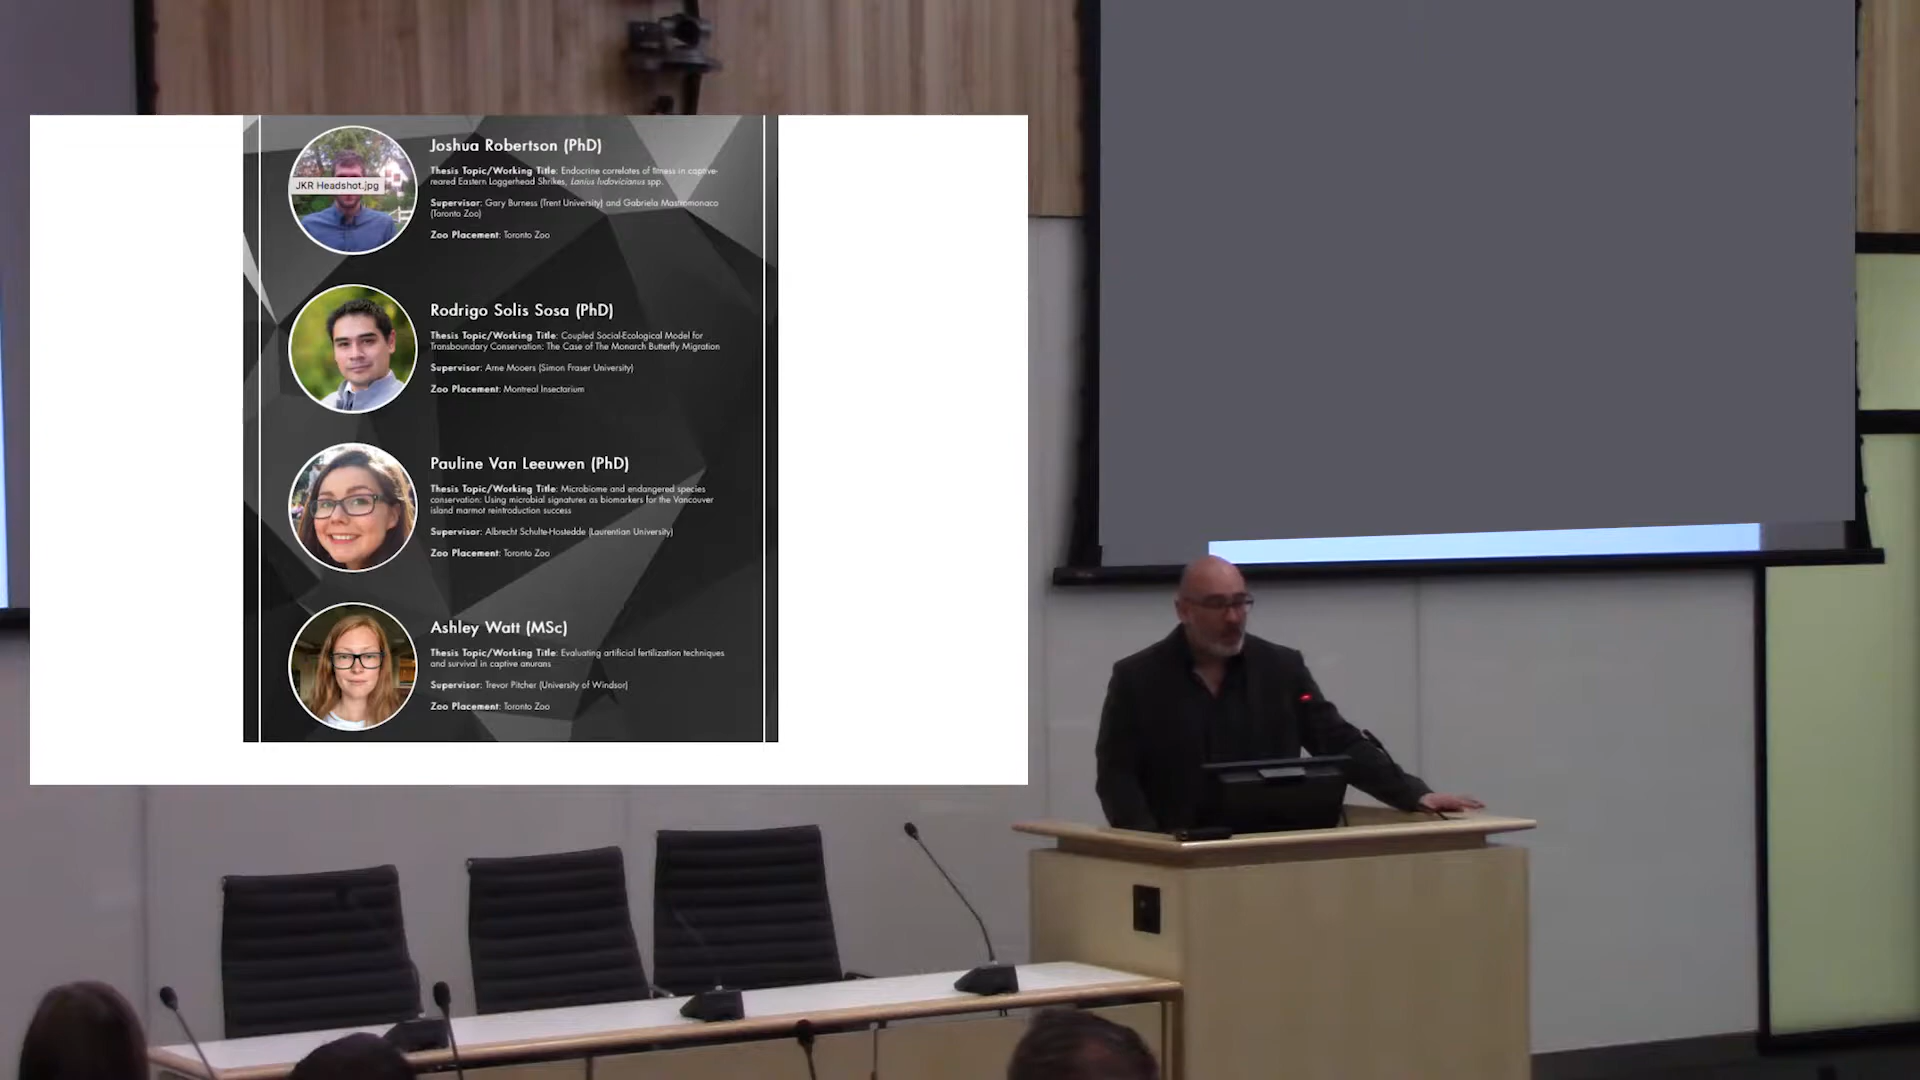 Joshua Robertson (PhD)
Thesis Topic/Working Title: Endocrine correlates of fitness in captive-
reared Eastern Loggerhead Shrikes, Lanius ludovicianus spp.
JKR Headshot.jpg
Supervisor: Gary Burness (Trent University) and Gabriela Mastromonaco
(Toronto Zoo)
Zoo Placement: Toronto Zoo
Rodrigo Solis Sosa (PhD)
Thesis Topic/Working Title: Coupled Social-Ecological Model for
Transboundary Conservation: The Case of The Monarch Butterfly Migration
Supervisor: Arne Mooers (Simon Fraser University)
Zoo Placement: Montreal Insectarium
Pauline Van Leeuwen (PhD)
Thesis Topic/Working Title: Microbiome and endangered species
conservation: Using microbial signatures as biomarkers for the Vancouver
island marmot reintroduction success
Supervisor: Albrecht Schulte-Hostedde (Laurentian University)
Zoo Placement: Toronto Zoo
Ashley Watt (MSc)
Thesis Topic/Working Title: Evaluating artificial fertilization techniques
and survival in captive anurans
Supervisor: Trevor Pitcher (University of Windsor)
Zoo Placement: Toronto Zoo